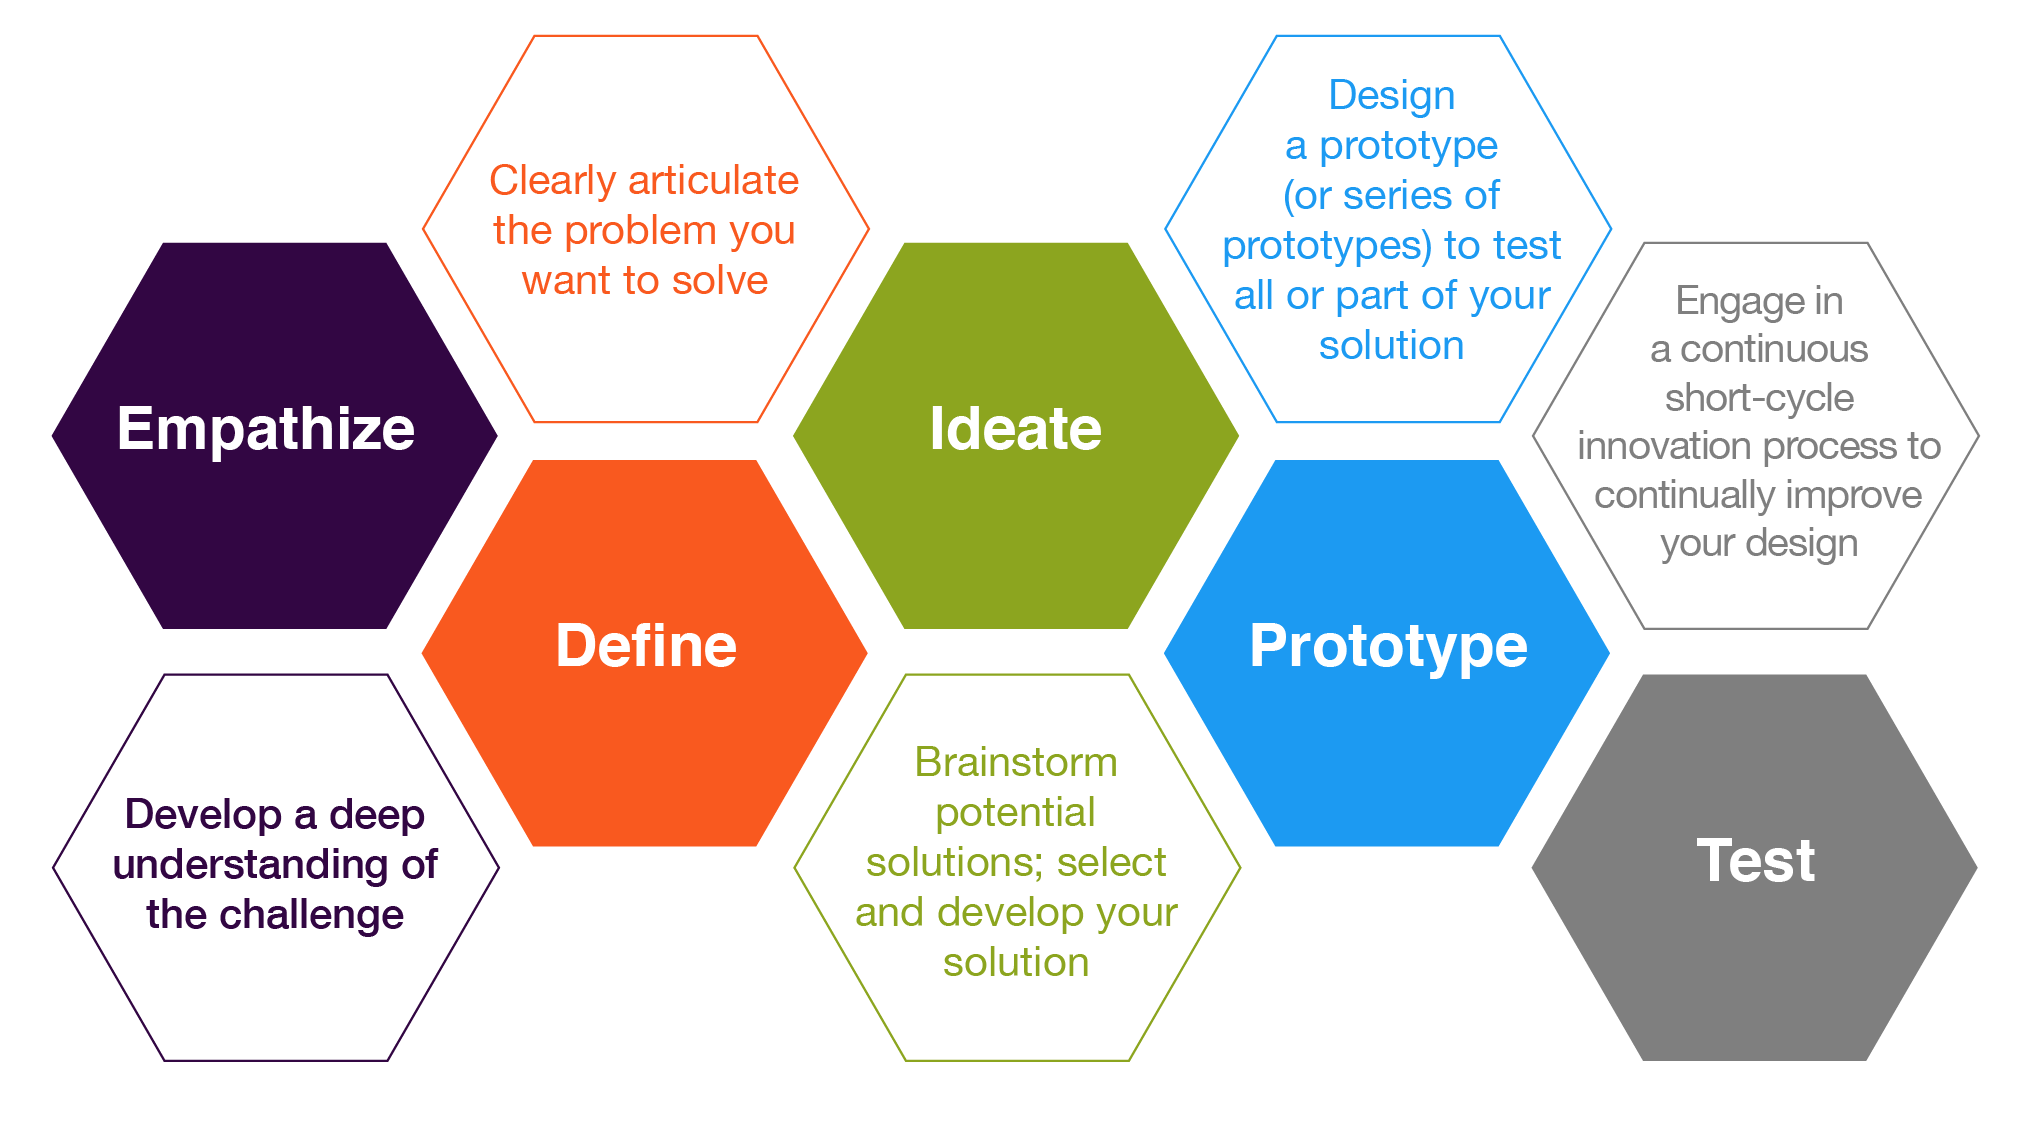 Empathize
Develop a deep
understanding of
the challenge
Clearly articulate
the problem you
want to solve
Define
Ideate
Brainstorm
potential
solutions; select
and develop your
solution
Design
a prototype
(or series of
prototypes) to test
all or part of your
solution
Prototype
Engage in
a continuous
short-cycle
innovation process to
continually improve
your design
Test